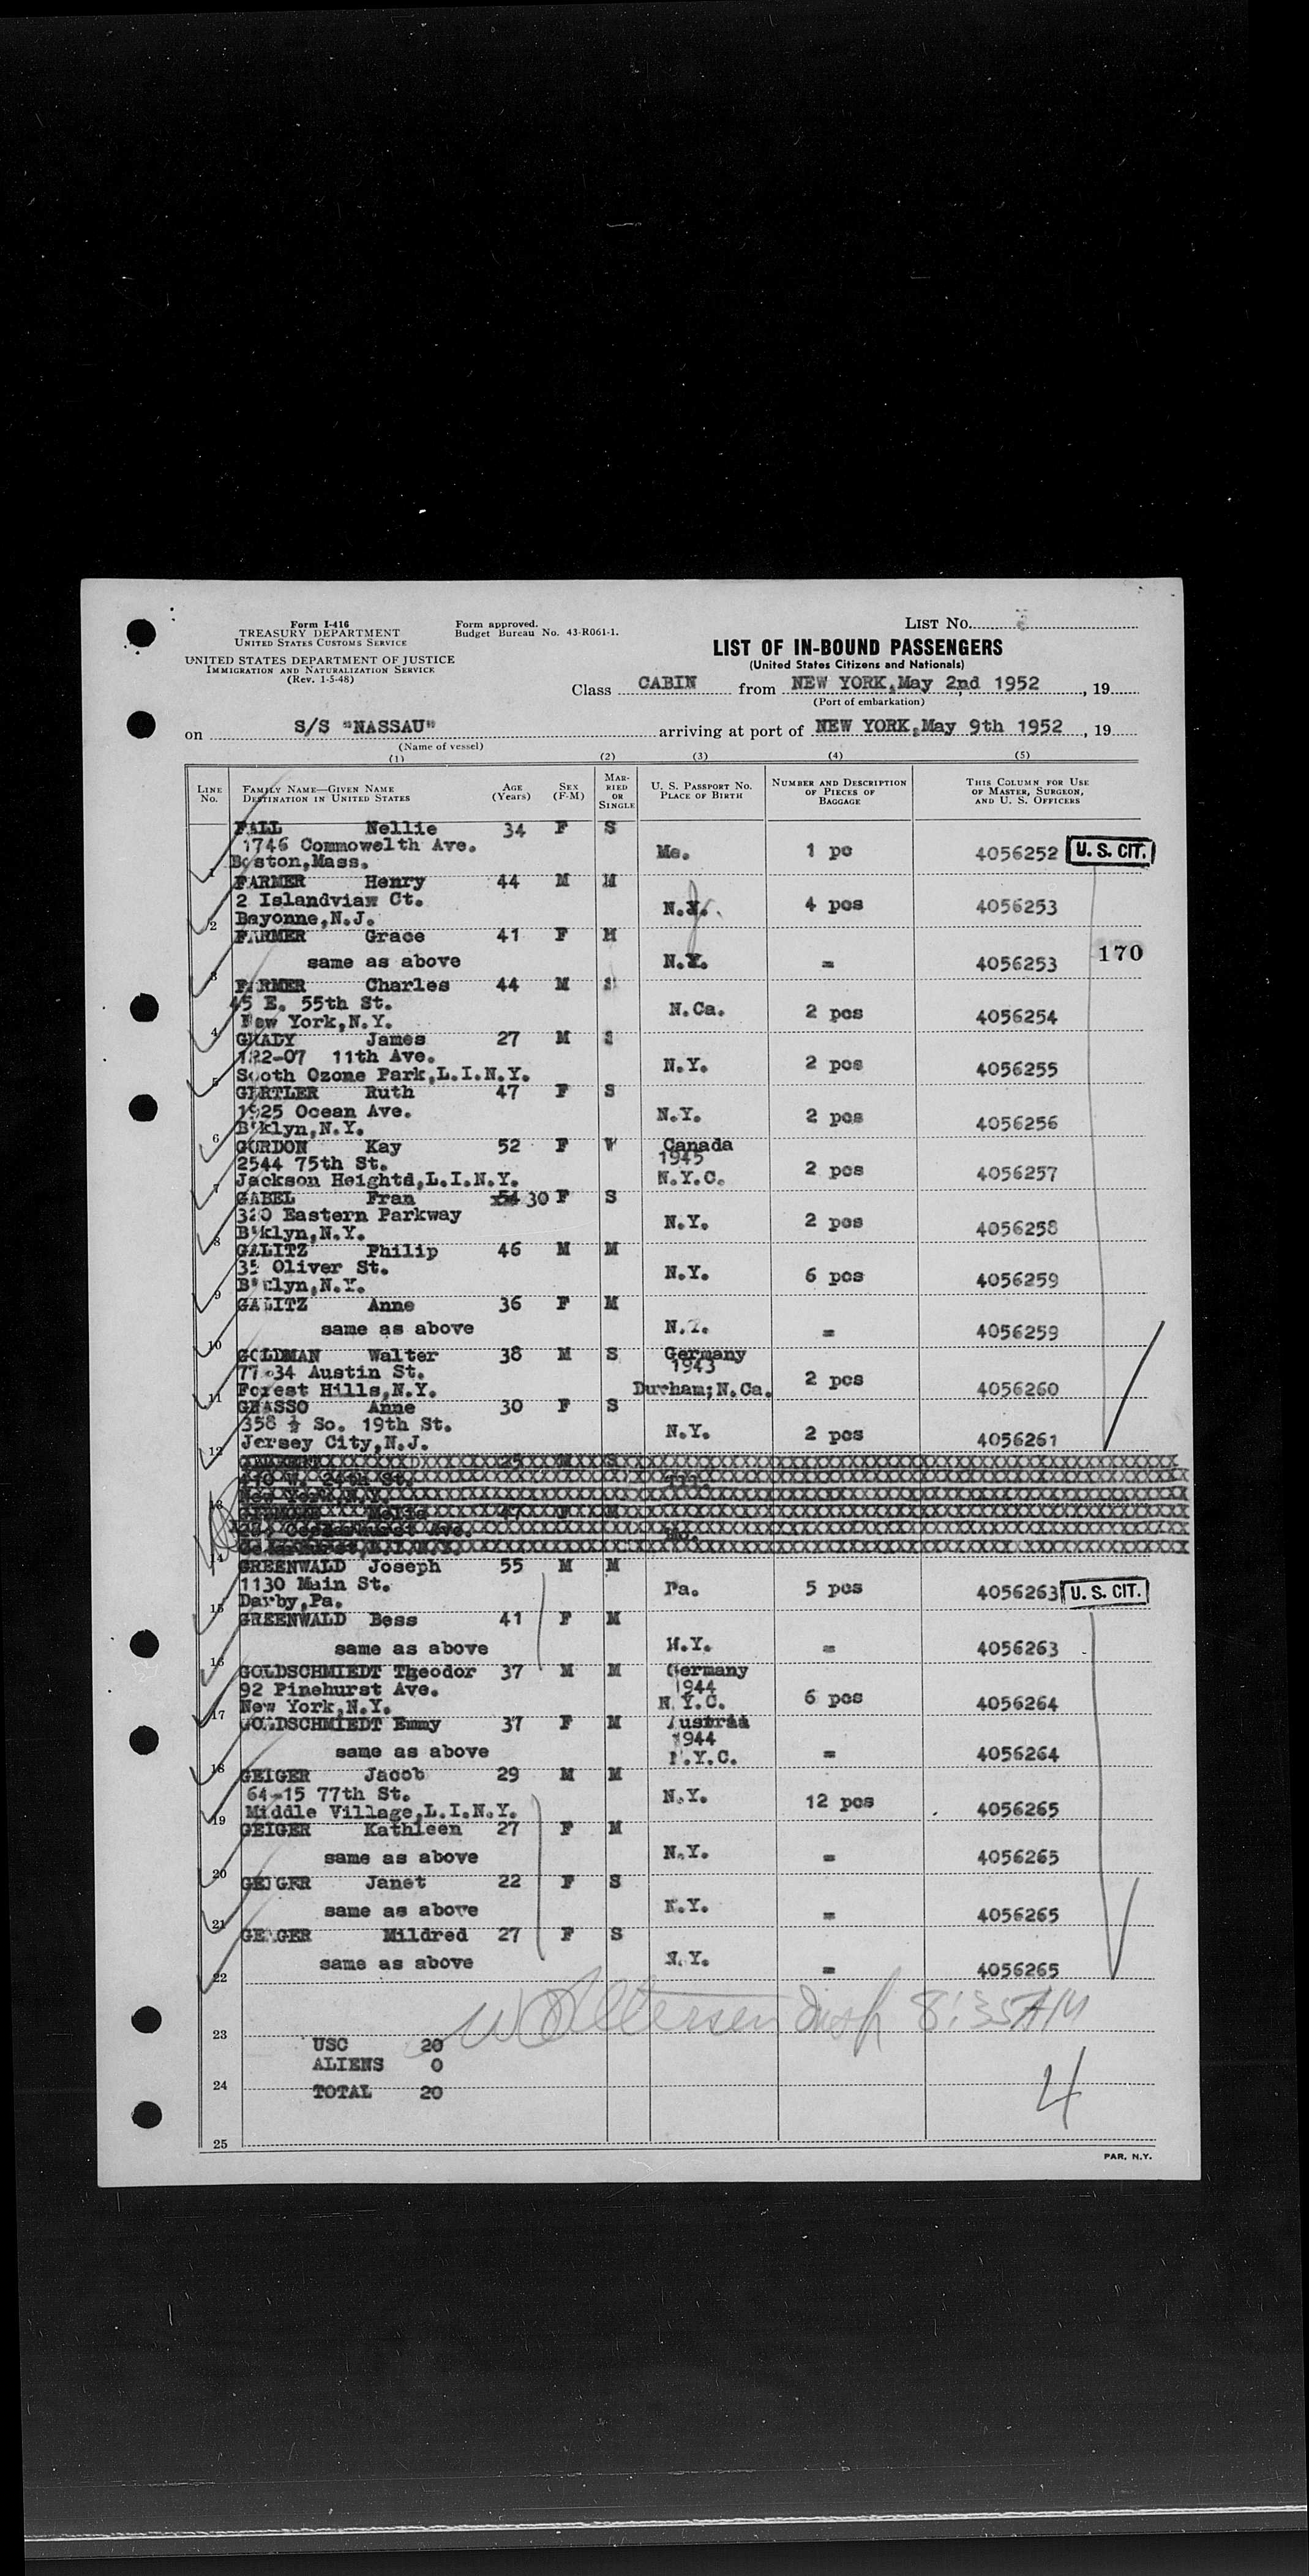 Form I-416
TREASURY DEPARTMENT
UNITED STATES CUSTOMS SERVICE
UNITED STATES DEPARTMENT OF JUSTICE
IMMIGRATION AND NATURALIZATION SERVICE
(Rev. 1-5-48)
Form approved.
Budget Bureau No. 43-R061-1.
LIST NO.
LIST OF IN-BOUND PASSENGERS
(United States Citizens and Nationals)
Class CABIN from NEW YORK, May 2nd 1952, 19
(Port of embarkation)
on S/S "NASSAU" arriving at port of NEW YORK, May 9th 1952, 19
(Name of vessel)
(1) (2) (3) (4) (5)
LINE No. FAMILY NAME—GIVEN NAME DESTINATION IN UNITED STATES AGE (Years) SEX (F-M) MARRIED OR SINGLE U. S. PASSPORT NO. PLACE OF BIRTH NUMBER AND DESCRIPTION OF PIECES OF BAGGAGE THIS COLUMN FOR USE OF MASTER, SURGEON, AND U. S. OFFICERS
FALL Nellie 34 F S
1746 Commowelth Ave.
1 Boston,Mass. Me. 1 pc 4056252 U. S. CIT.
FARMER Henry 44 M M
2 Islandviaw Ct.
2 Bayonne,N.J. N.J. 4 pcs 4056253
FARMER Grace 41 F M
3 same as above N.Y. = 4056253 170
FARMER Charles 44 M S
45 E. 55th St.
4 New York,N.Y. N.Ca. 2 pcs 4056254
GRADY James 27 M S
122-07 11th Ave.
5 South Ozone Park,L.I.N.Y. N.Y. 2 pcs 4056255
GERTLER Ruth 47 F S
1925 Ocean Ave.
6 B'klyn,N.Y. N.Y. 2 pcs 4056256
GORDON Kay 52 F W Canada
2544 75th St. 1945
7 Jackson Heightd,L.I.N.Y. N.Y.C. 2 pcs 4056257
GABEL Fran 30 F S
320 Eastern Parkway
8 B'klyn,N.Y. N.Y. 2 pcs 4056258
GALITZ Philip 46 M M
35 Oliver St.
9 B'klyn,N.Y. N.Y. 6 pcs 4056259
GALITZ Anne 36 F M
10 same as above N.Y. = 4056259
GOLDMAN Walter 38 M S Germany
77-34 Austin St. 1943
11 Forest Hills,N.Y. Durham;N.Ca. 2 pcs 4056260
GRASSO Anne 30 F S
358 ½ So. 19th St.
12 Jersey City,N.J. N.Y. 2 pcs 4056261
13
New York,N.Y.
14
GREENWALD Joseph 55 M M
1130 Main St.
15 Darby,Pa. Pa. 5 pcs 4056263 U. S. CIT.
GREENWALD Bess 41 F M
16 same as above N.Y. = 4056263
GOLDSCHMIEDT Theodor 37 M M Germany
92 Pinehurst Ave. 1944
17 New York,N.Y. N.Y.C. 6 pcs 4056264
GOLDSCHMIEDT Emmy 37 F M Austria
1944
18 same as above N.Y.C. = 4056264
GEIGER Jacob 29 M M
64-15 77th St.
19 Middle Village,L.I.N.Y. N.Y. 12 pcs 4056265
GEIGER Kathleen 27 F M
20 same as above N.Y. = 4056265
GEIGER Janet 22 F S
21 same as above N.Y. = 4056265
GEIGER Mildred 27 F S
22 same as above N.Y. = 4056265
8:35 AM
23
USC 20
ALIENS 0
24
TOTAL 20
4
25
PAR. N.Y.